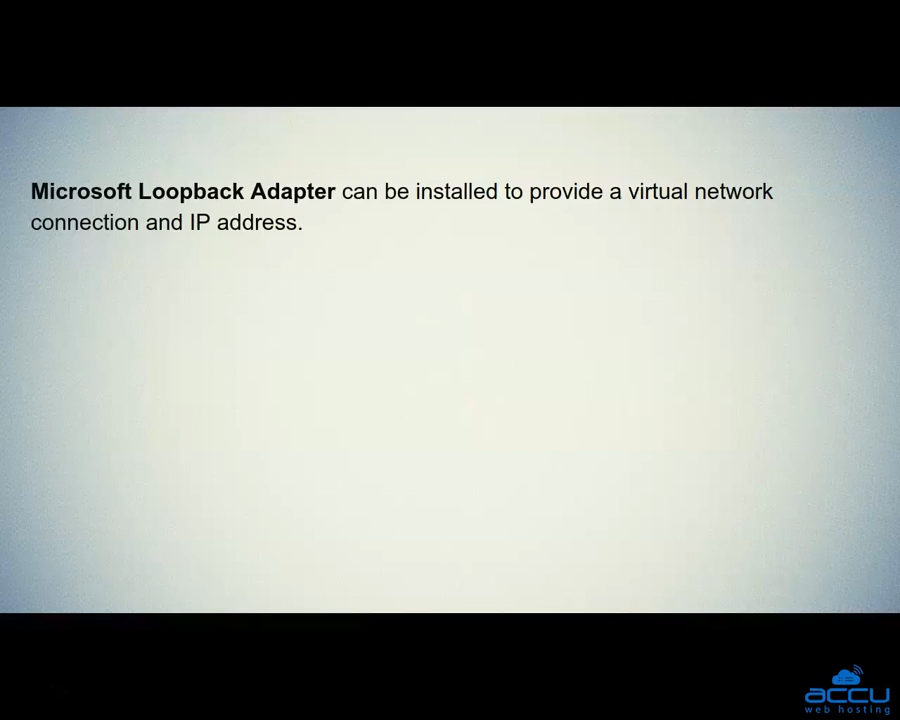 Microsoft Loopback Adapter can be installed to provide a virtual network
connection and IP address.
accu
web hosting